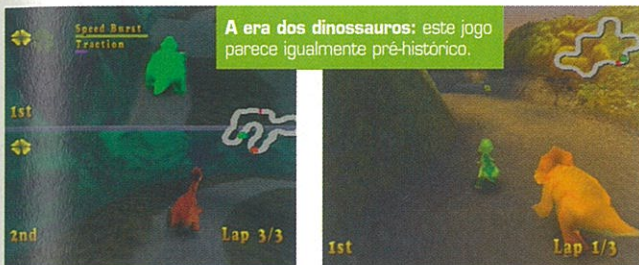 A era dos dinossauros: este jogo
parece igualmente pré-histórico.
Speed Burst
Traction
1st
2nd
Lap 3/3
1st
Lap 1/3